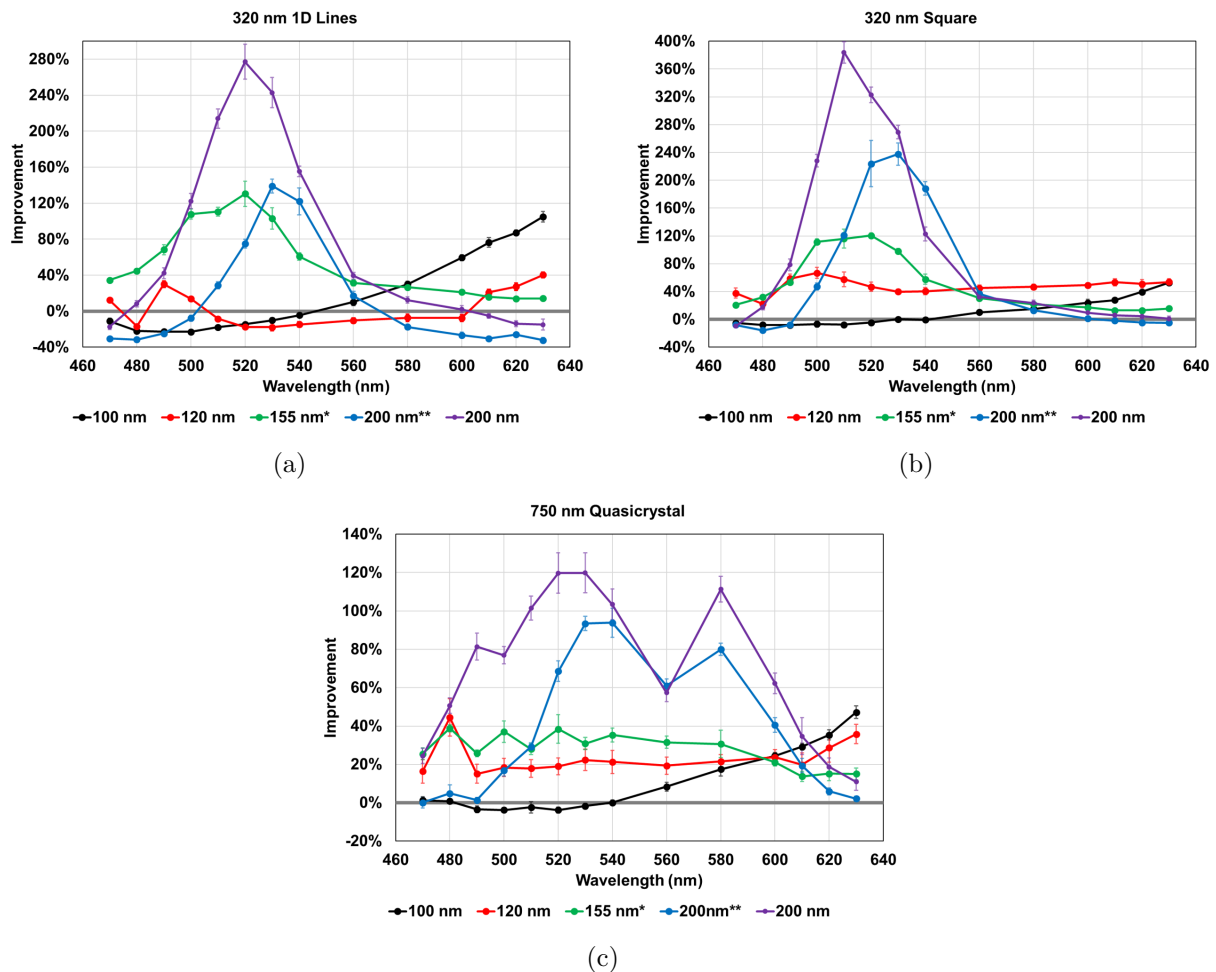 320 nm 1D Lines
280%
240%
200%
160%
120%
80%
40%
0%
-40%
Improvement
460 480 500 520 540 560 580 600 620 640
Wavelength (nm)
100 nm 120 nm 155 nm* 200 nm** 200 nm
(a)
320 nm Square
400%
360%
320%
280%
240%
200%
160%
120%
80%
40%
0%
-40%
Improvement
460 480 500 520 540 560 580 600 620 640
Wavelength (nm)
100 nm 120 nm 155 nm* 200 nm** 200 nm
(b)
750 nm Quasicrystal
140%
120%
100%
80%
60%
40%
20%
0%
-20%
Improvement
460 480 500 520 540 560 580 600 620 640
Wavelength (nm)
100 nm 120 nm 155 nm* 200nm** 200 nm
(c)